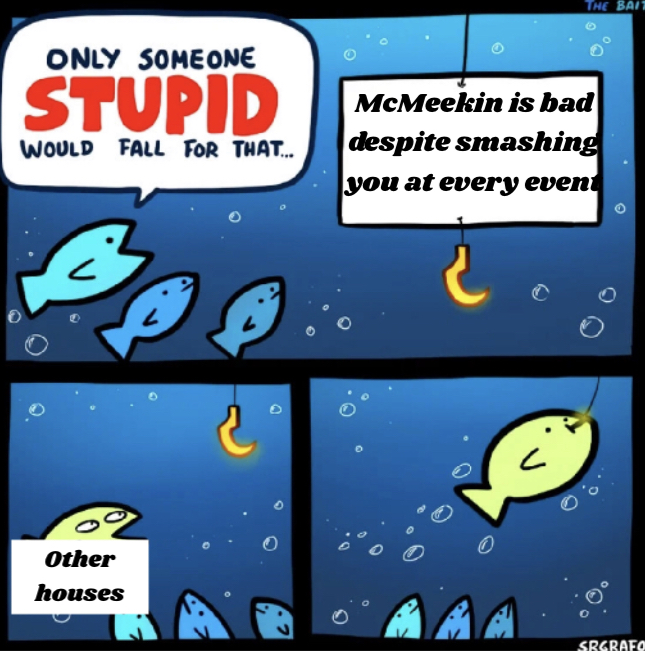 THE BAIT
ONLY SOMEONE
STUPID
WOULD FALL FOR THAT...
McMeekin is bad
despite smashing
you at every event
Other
houses
SRGRAFO